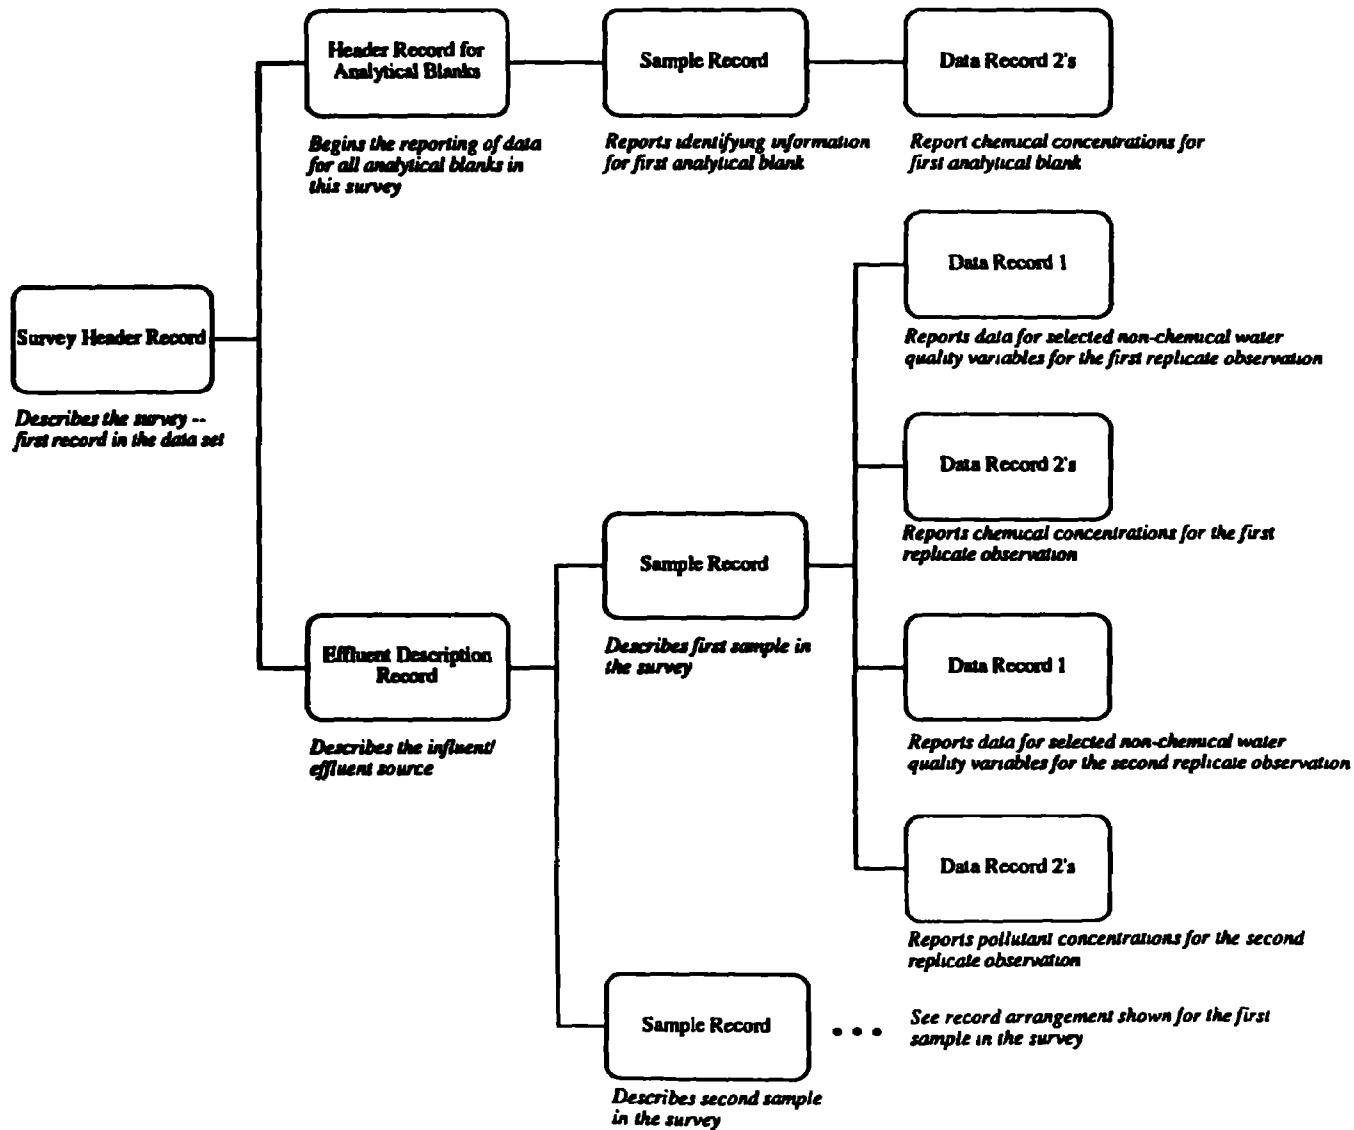 Header Record for
Analytical Blanks
Sample Record
Data Record 2's
Begins the reporting of data
for all analytical blanks in
this survey
Reports identifying information
for first analytical blank
Report chemical concentrations for
first analytical blank
Data Record 1
Reports data for selected non-chemical water
quality variables for the first replicate observation
Survey Header Record
Describes the survey --
first record in the data set
Data Record 2's
Reports chemical concentrations for the first
replicate observation
Sample Record
Describes first sample in
the survey
Effluent Description
Record
Describes the influent/
effluent source
Data Record 1
Reports data for selected non-chemical water
quality variables for the second replicate observation
Data Record 2's
Reports pollutant concentrations for the second
replicate observation
Sample Record
• • •
See record arrangement shown for the first
sample in the survey
Describes second sample
in the survey